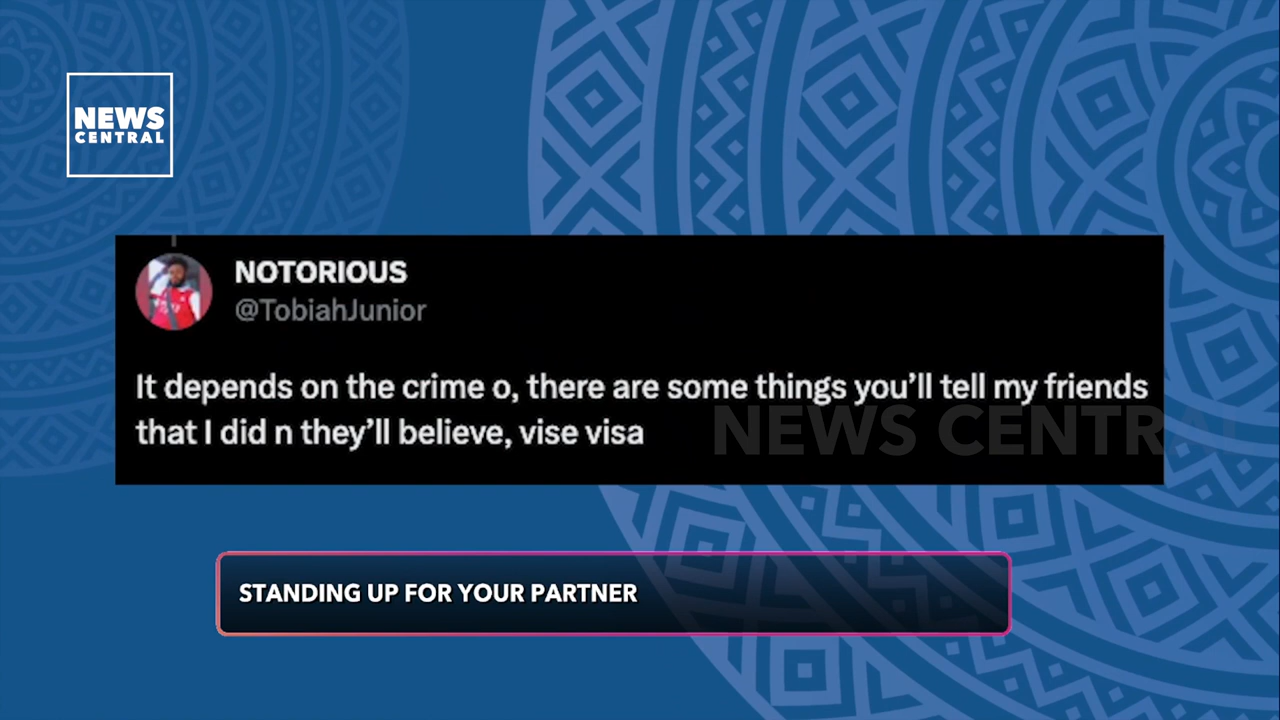 NEWS
CENTRAL
NOTORIOUS
@TobiahJunior
It depends on the crime o, there are some things you'll tell my friends
that I did n they'll believe, vise visa
NEWS CENTRAL
STANDING UP FOR YOUR PARTNER